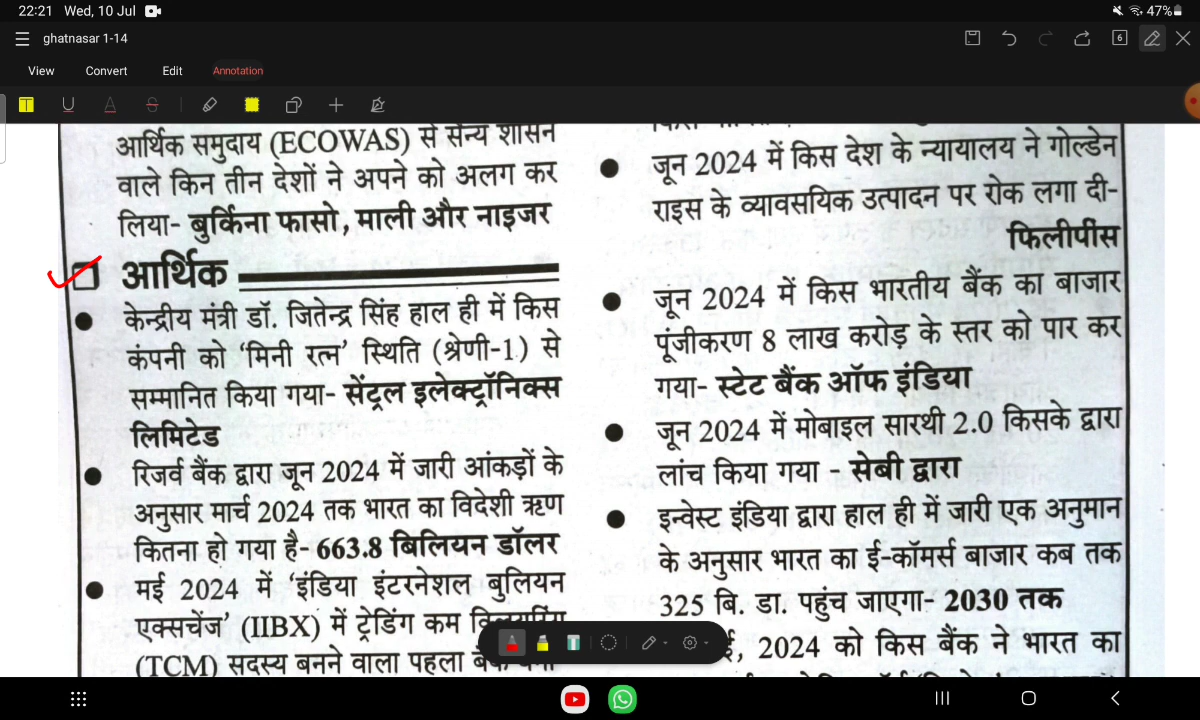 22:21 Wed, 10 Jul
47%
ghatnasar 1-14
6
View Convert Edit Annotation
T U A S
आर्थिक समुदाय (ECOWAS) से सैन्य शासन
वाले किन तीन देशों ने अपने को अलग कर
लिया- बुर्किना फासो, माली और नाइजर
आर्थिक
केन्द्रीय मंत्री डॉ. जितेन्द्र सिंह हाल ही में किस
कंपनी को ‘मिनी रत्न’ स्थिति (श्रेणी-1) से
सम्मानित किया गया- सेंट्रल इलेक्ट्रॉनिक्स
लिमिटेड
रिजर्व बैंक द्वारा जून 2024 में जारी आंकड़ों के
अनुसार मार्च 2024 तक भारत का विदेशी ऋण
कितना हो गया है- 663.8 बिलियन डॉलर
मई 2024 में ‘इंडिया इंटरनेशल बुलियन
एक्सचेंज’ (IIBX) में ट्रेडिंग कम
(TCM) सदस्य बनने वाला पहला
जून 2024 में किस देश के न्यायालय ने गोल्डेन
राइस के व्यावसयिक उत्पादन पर रोक लगा दी-
फिलीपींस
जून 2024 में किस भारतीय बैंक का बाजार
पूंजीकरण 8 लाख करोड़ के स्तर को पार कर
गया- स्टेट बैंक ऑफ इंडिया
जून 2024 में मोबाइल सारथी 2.0 किसके द्वारा
लांच किया गया - सेबी द्वारा
इन्वेस्ट इंडिया द्वारा हाल ही में जारी एक अनुमान
के अनुसार भारत का ई-कॉमर्स बाजार कब तक
325 बि. डा. पहुंच जाएगा- 2030 तक
2024 को किस बैंक ने भारत का